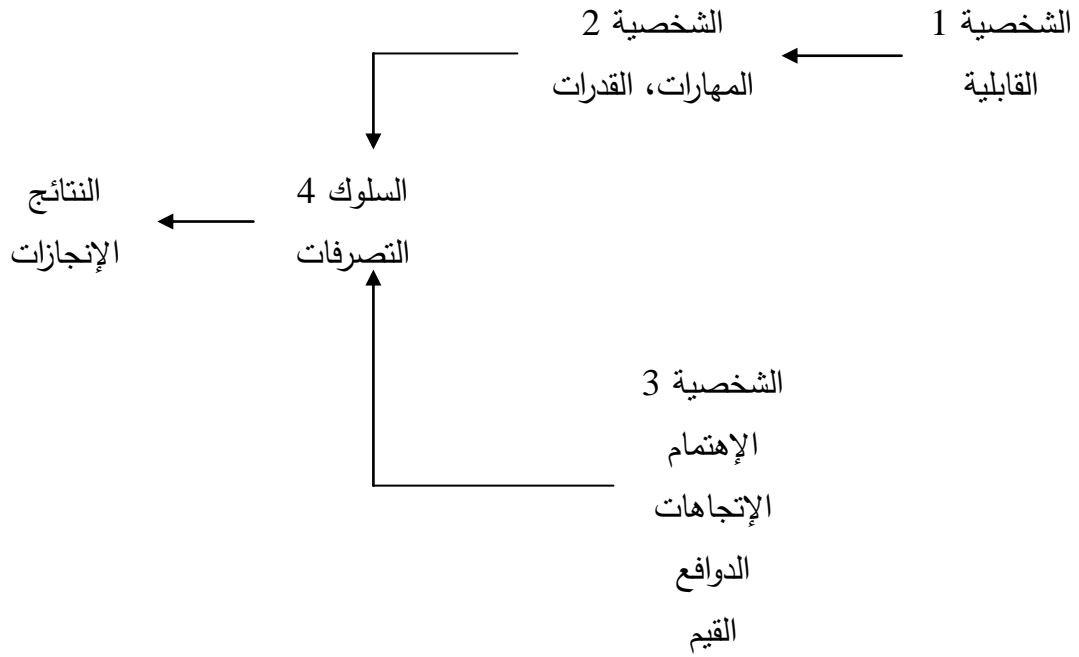 الشخصية 1
القابلية
الشخصية 2
المهارات، القدرات
السلوك 4
التصرفات
النتائج
الإنجازات
الشخصية 3
الإهتمام
الإتجاهات
الدوافع
القيم